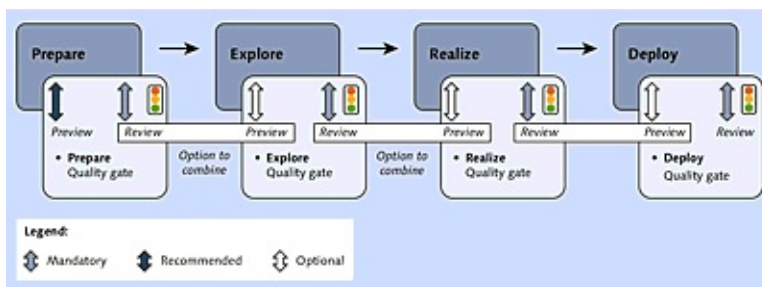 Prepare
Explore
Realize
Deploy
Preview Review Preview Review Preview Review Preview Review
• Prepare
Quality gate
Option to
combine
• Explore
Quality gate
Option to
combine
• Realize
Quality gate
• Deploy
Quality gate
Legend:
Mandatory
Recommended
Optional